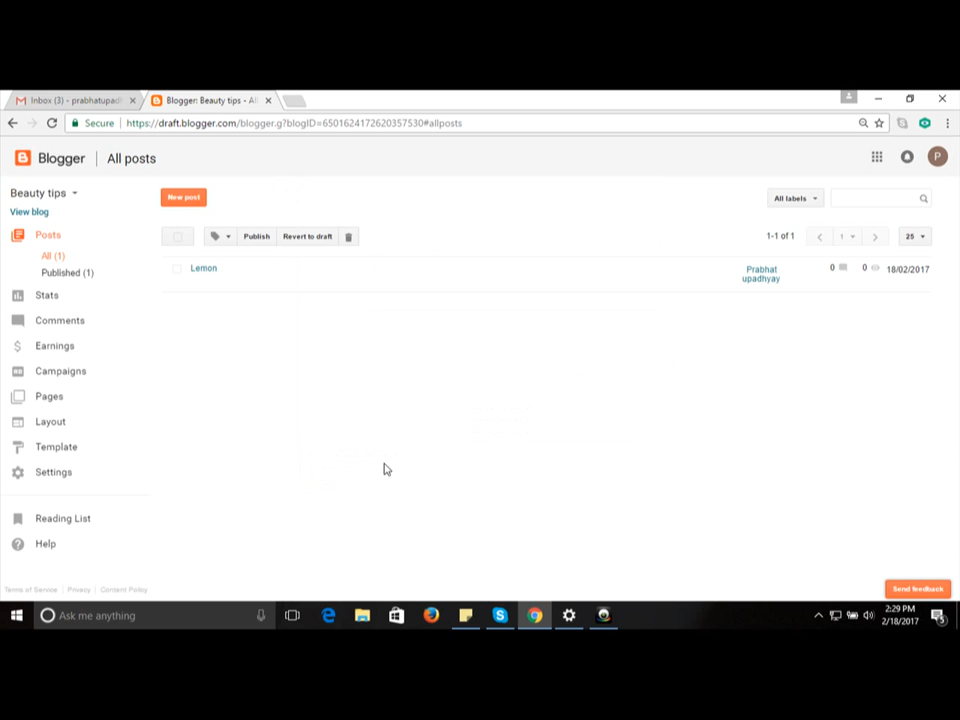 Inbox (3) - prabhatupad
Blogger: Beauty tips - All
Secure
https://draft.blogger.com/blogger.g?blogID=6501624172620357530#allposts
Blogger
All posts
P
Beauty tips
View blog
New post
All labels
Posts
All (1)
Published (1)
Publish
Revert to draft
1-1 of 1
1
25
Lemon
Prabhat
upadhyay
0
0
18/02/2017
Stats
Comments
Earnings
Campaigns
Pages
Layout
Template
Settings
Reading List
Help
Terms of Service | Privacy | Content Policy
Send feedback
Ask me anything
2:29 PM
2/18/2017
5